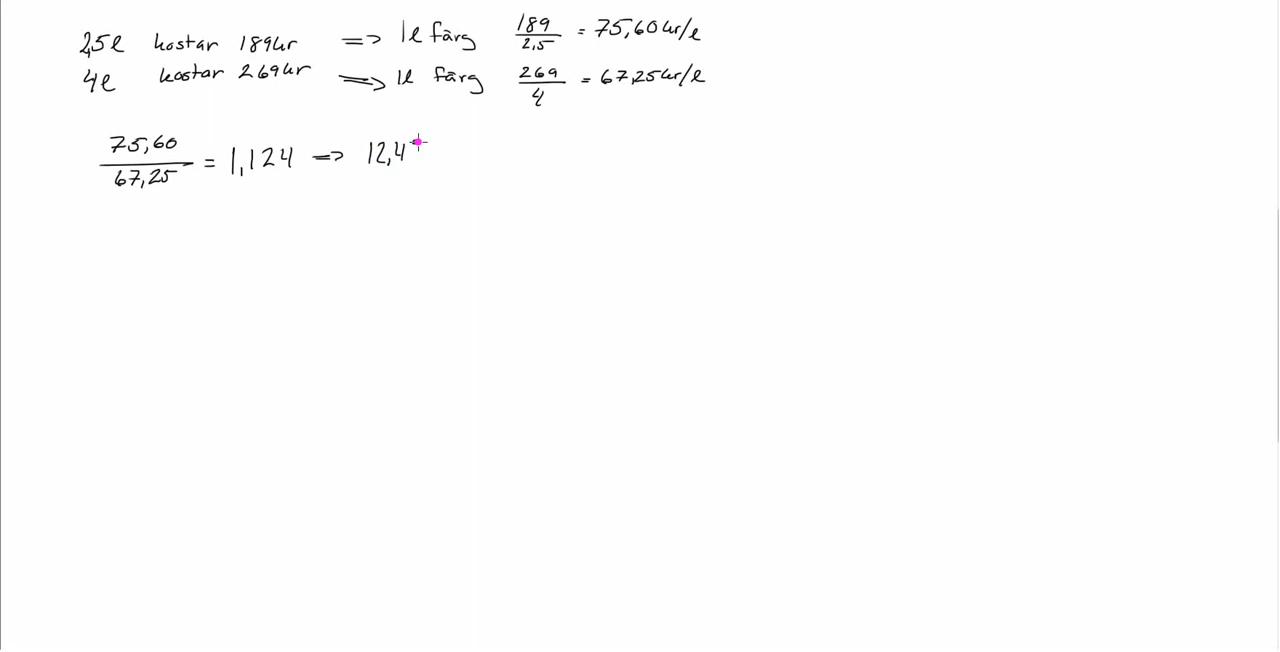 2,5l kostar 189kr => 1l färg 189/2,5 = 75,60kr/l
4l kostar 269kr => 1l färg 269/4 = 67,25kr/l
75,60/67,25 = 1,124 => 12,4